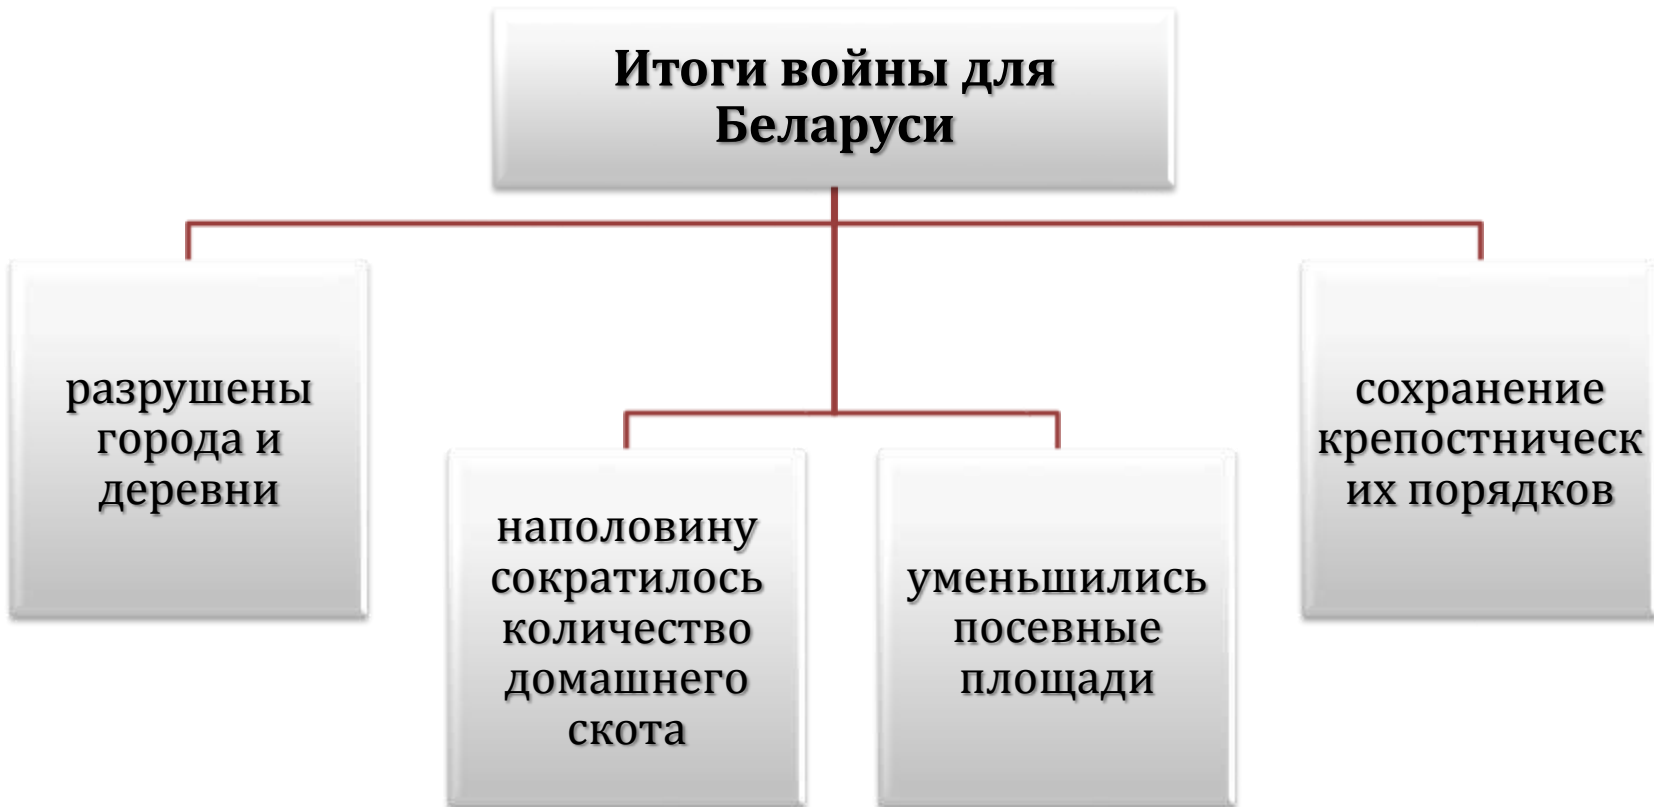 Итоги войны для
Беларуси
разрушены
города и
деревни
наполовину
сократилось
количество
домашнего
скота
уменьшились
посевные
площади
сохранение
крепостническ
их порядков